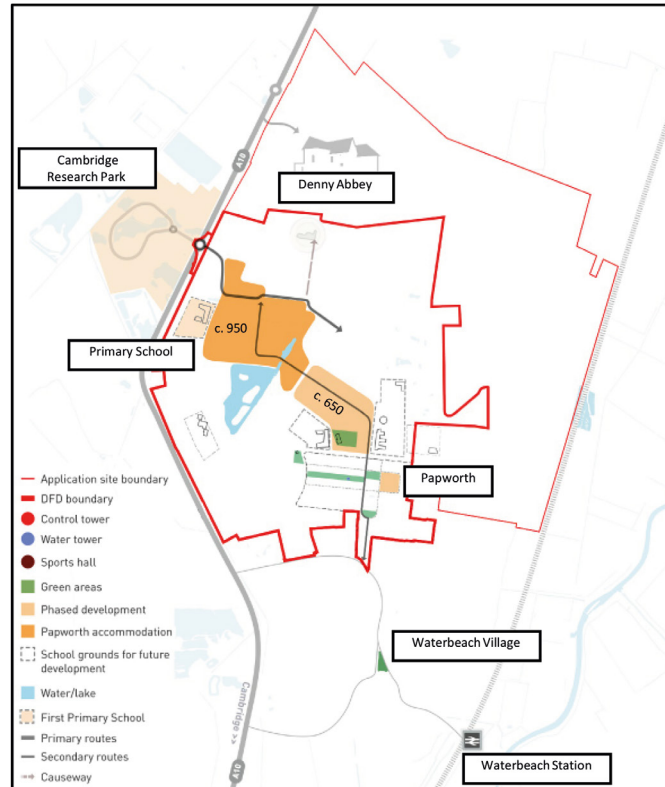 Cambridge
Research Park
A10
Denny Abbey
c. 950
Primary School
c. 650
Papworth
Application site boundary
DFD boundary
Control tower
Water tower
Sports hall
Green areas
Phased development
Papworth accommodation
School grounds for future
development
Water/lake
First Primary School
Primary routes
Secondary routes
Causeway
Waterbeach Village
Cambridge >>
A10
Waterbeach Station